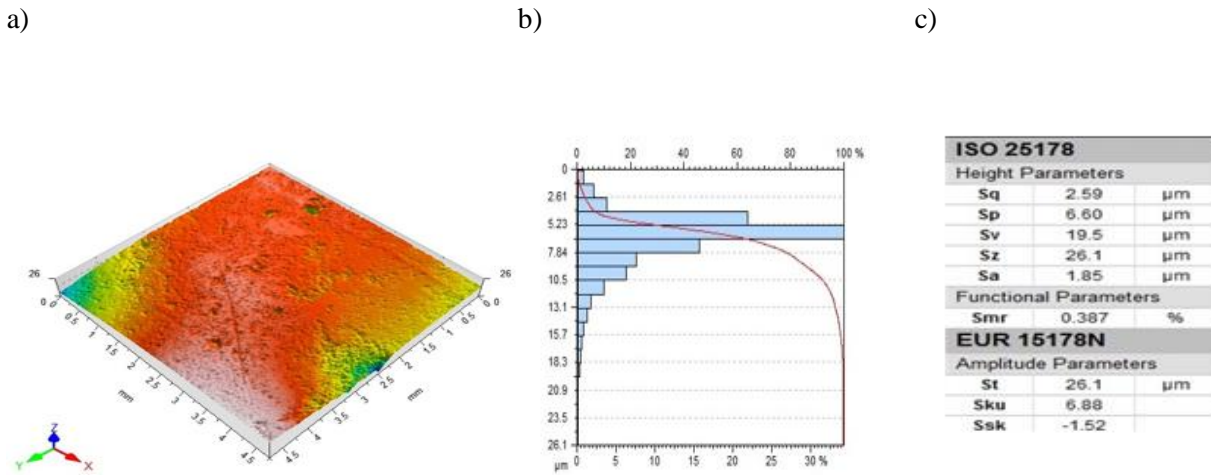 a)
b)
c)
26
0
0
0.5
1
1.5
2
2.5
3
3.5
4
4.5
mm
26
0
0
0.5
1
1.5
2
2.5
3
3.5
4
4.5
mm
Z
Y
X
0 20 40 60 80 100 %
0
2.61
5.23
7.84
10.5
13.1
15.7
18.3
20.9
23.5
26.1
µm 0 5 10 15 20 25 30 %
ISO 25178
Height Parameters
Sq 2.59 µm
Sp 6.60 µm
Sv 19.5 µm
Sz 26.1 µm
Sa 1.85 µm
Functional Parameters
Smr 0.387 %
EUR 15178N
Amplitude Parameters
St 26.1 µm
Sku 6.88
Ssk -1.52